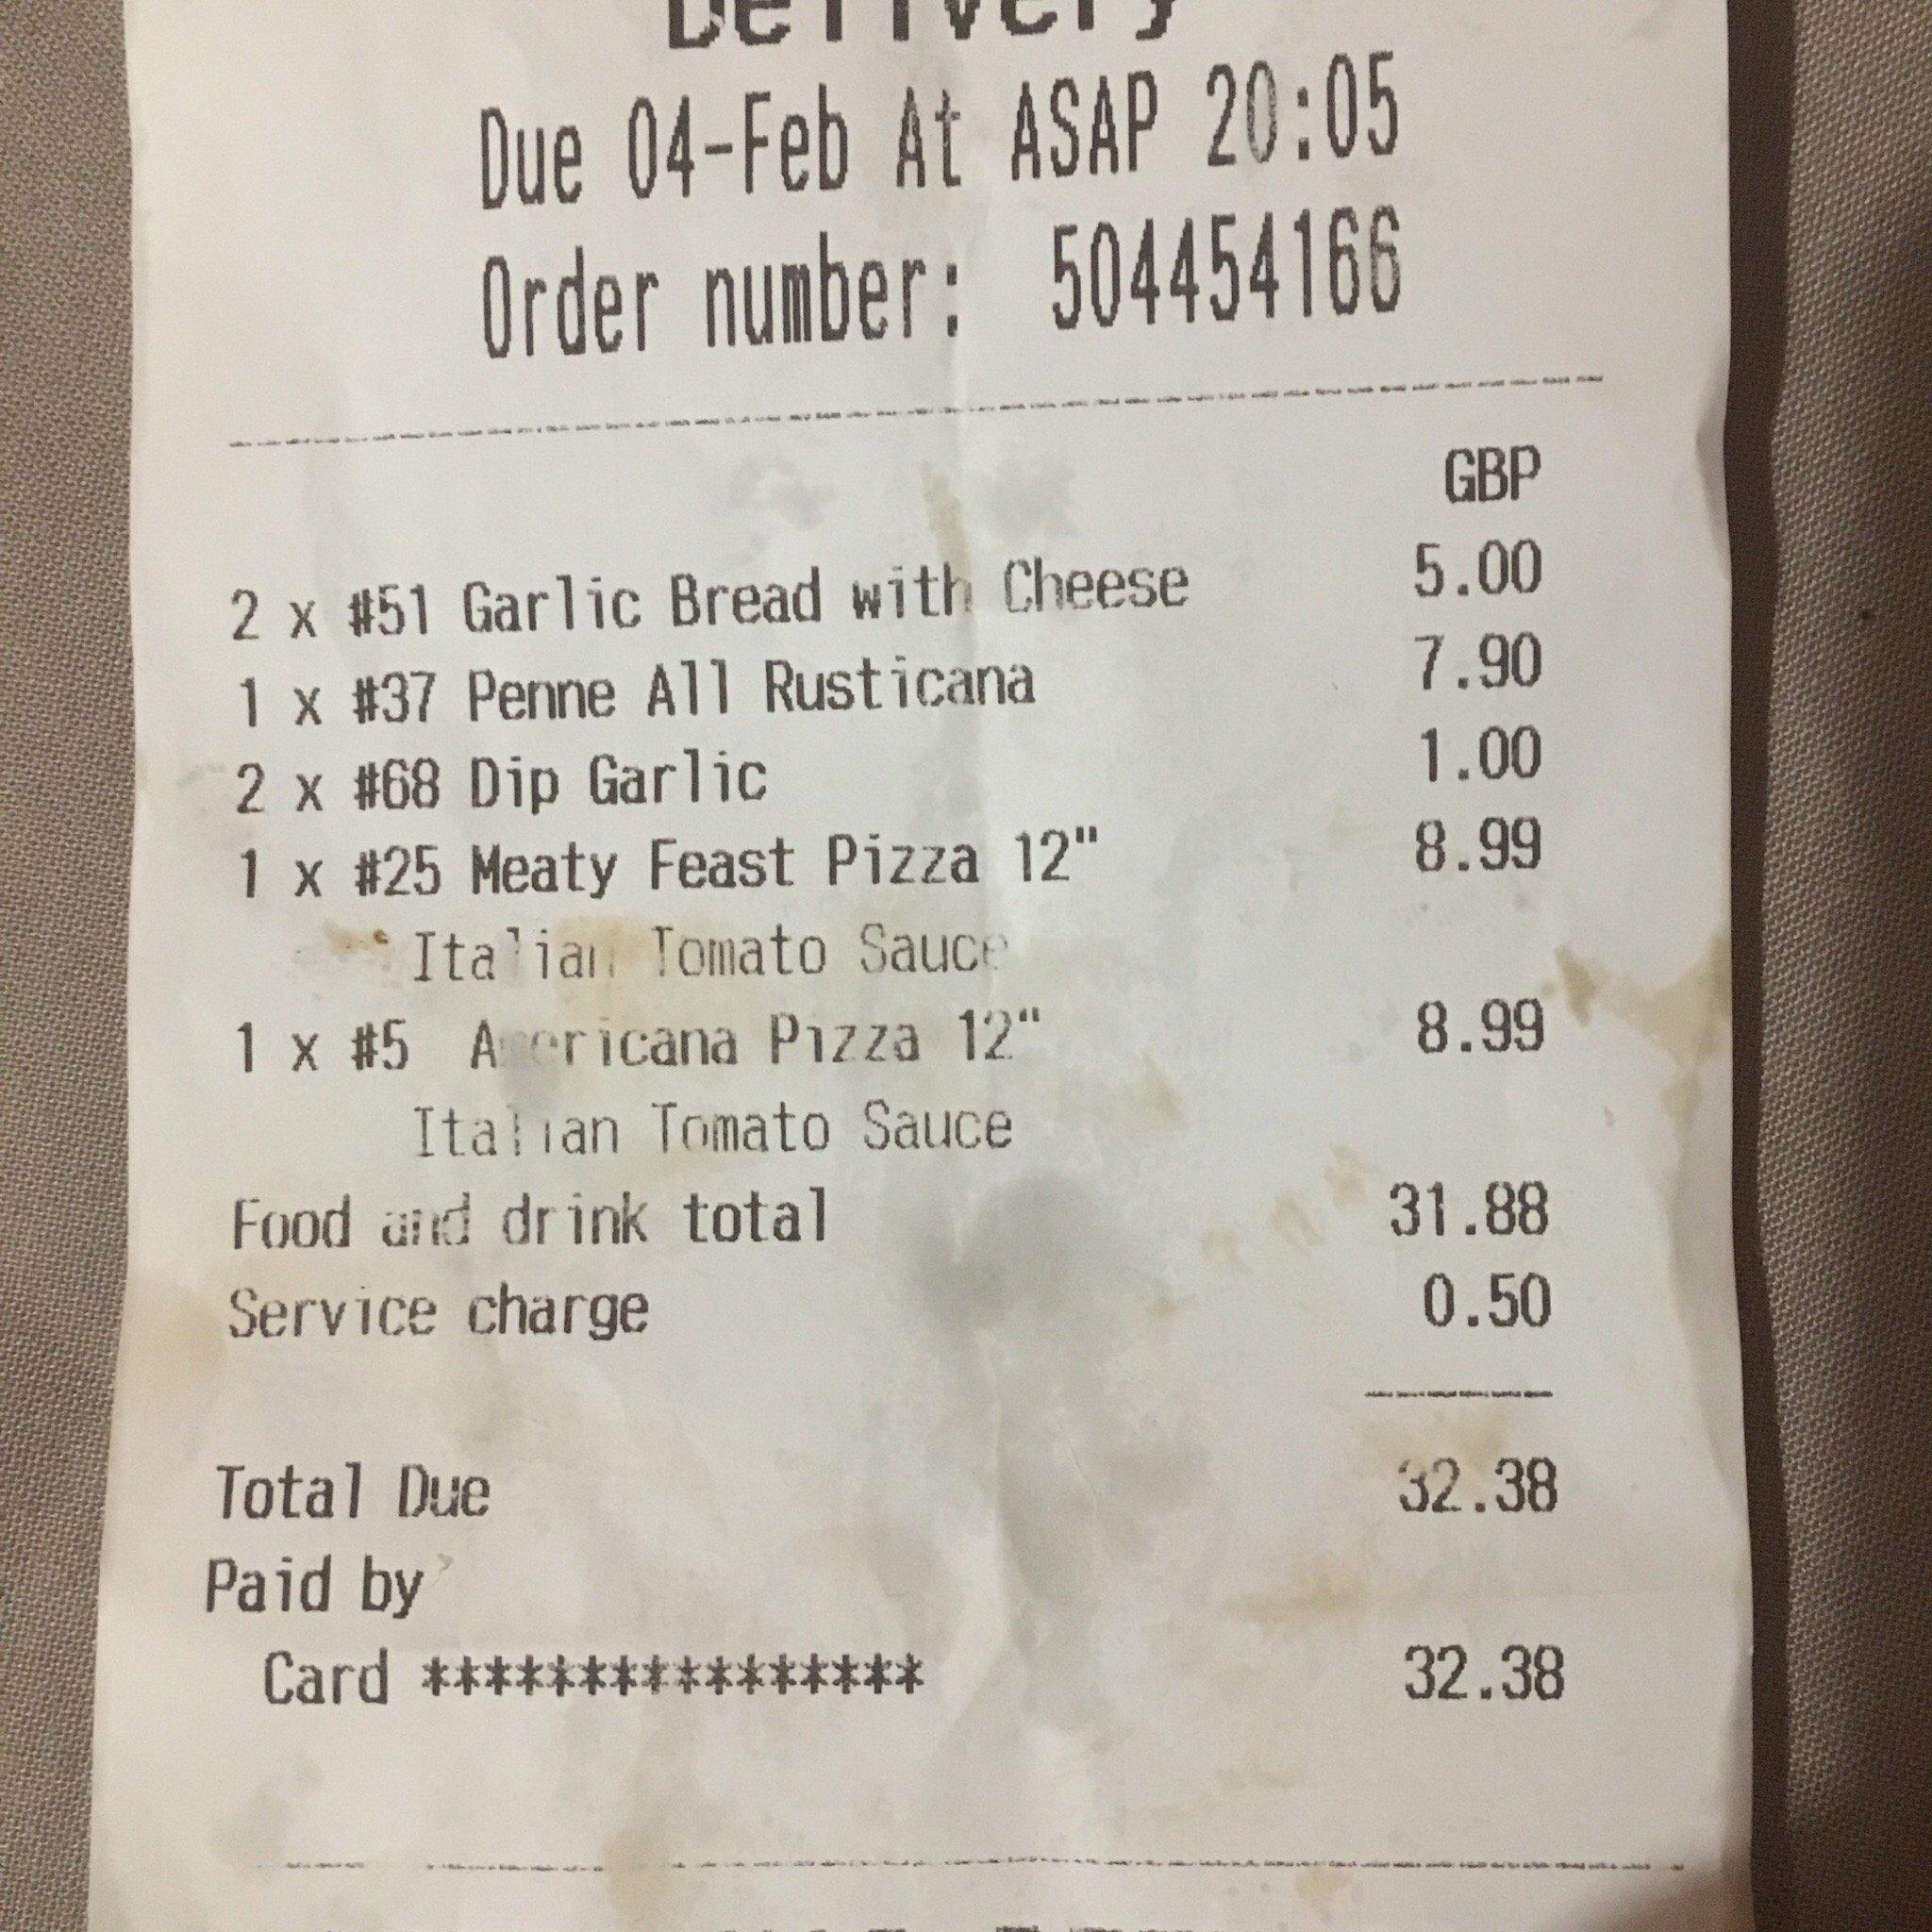 Delivery
Due 04-Feb At ASAP 20:05
Order number: 504454166
GBP
2 x #51 Garlic Bread with Cheese 5.00
1 x #37 Penne All Rusticana 7.90
2 x #68 Dip Garlic 1.00
1 x #25 Meaty Feast Pizza 12" 8.99
Italian Tomato Sauce
1 x #5 Americana Pizza 12" 8.99
Italian Tomato Sauce
Food and drink total 31.88
Service charge 0.50
Total Due 32.38
Paid by
Card **************** 32.38